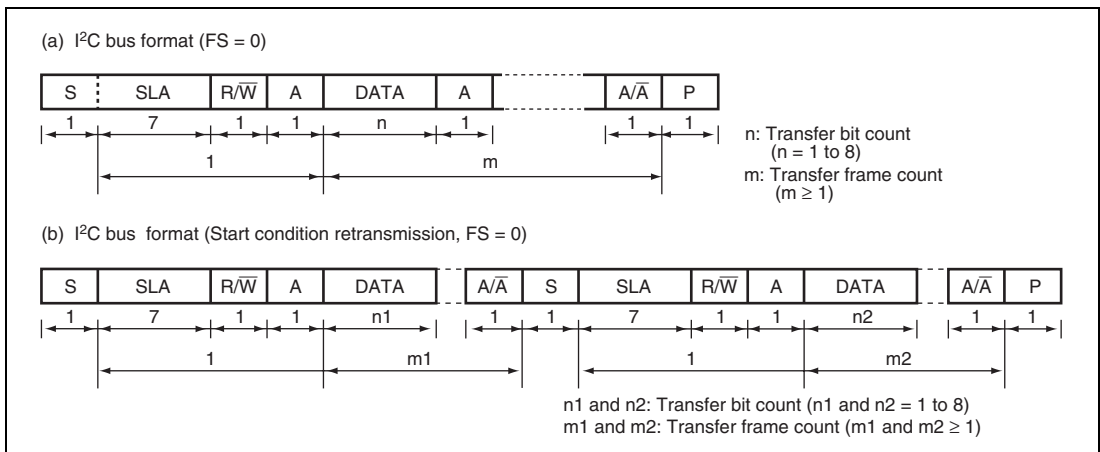 (a) I²C bus format (FS = 0)
S SLA R/W̅ A DATA A A/A̅ P
1 7 1 1 n 1 1 1
1 m
n: Transfer bit count
(n = 1 to 8)
m: Transfer frame count
(m ≥ 1)
(b) I²C bus format (Start condition retransmission, FS = 0)
S SLA R/W̅ A DATA A/A̅ S SLA R/W̅ A DATA A/A̅ P
1 7 1 1 n1 1 1 7 1 1 n2 1 1
1 m1 1 m2
n1 and n2: Transfer bit count (n1 and n2 = 1 to 8)
m1 and m2: Transfer frame count (m1 and m2 ≥ 1)